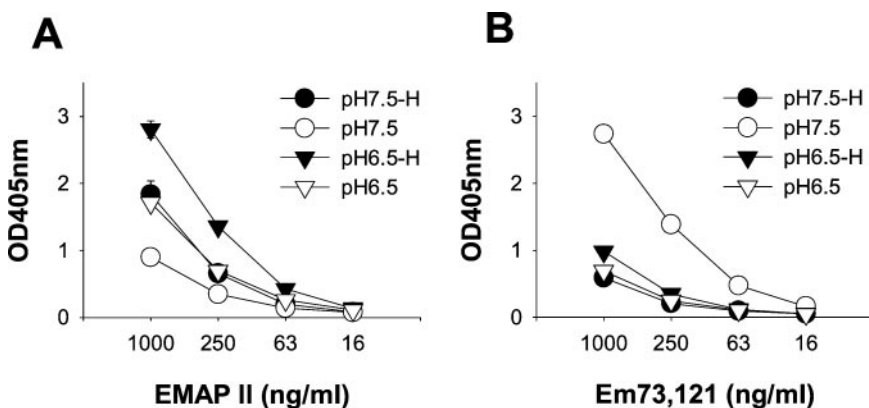 A
OD405nm
3
2
1
0
pH7.5-H
pH7.5
pH6.5-H
pH6.5
1000 250 63 16
EMAP II (ng/ml)
B
OD405nm
3
2
1
0
pH7.5-H
pH7.5
pH6.5-H
pH6.5
1000 250 63 16
Em73,121 (ng/ml)